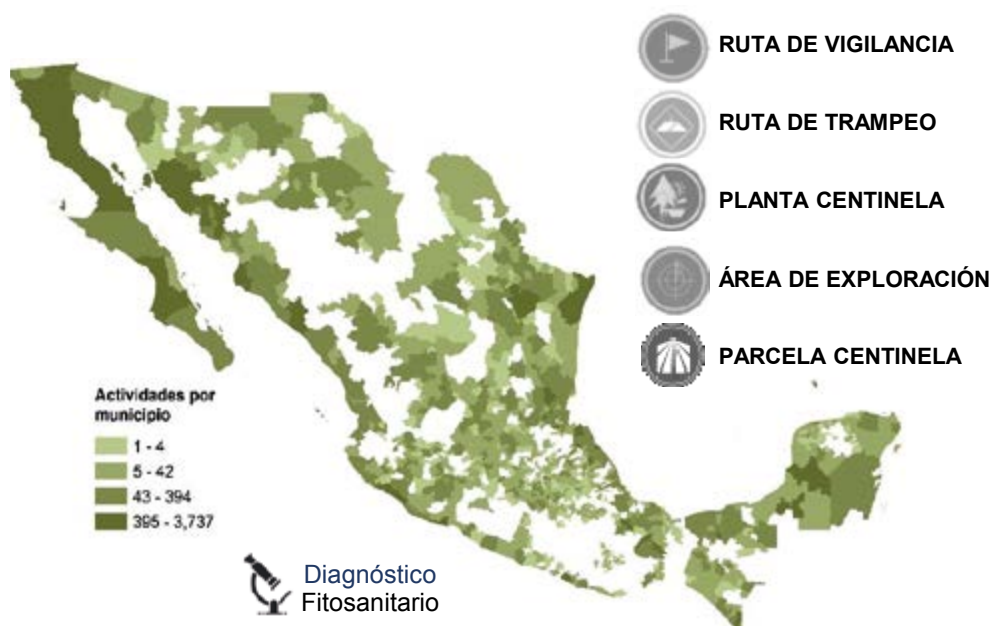 RUTA DE VIGILANCIA
RUTA DE TRAMPEO
PLANTA CENTINELA
ÁREA DE EXPLORACIÓN
PARCELA CENTINELA
Actividades por
municipio
1 - 4
5 - 42
43 - 394
395 - 3,737
Diagnóstico
Fitosanitario